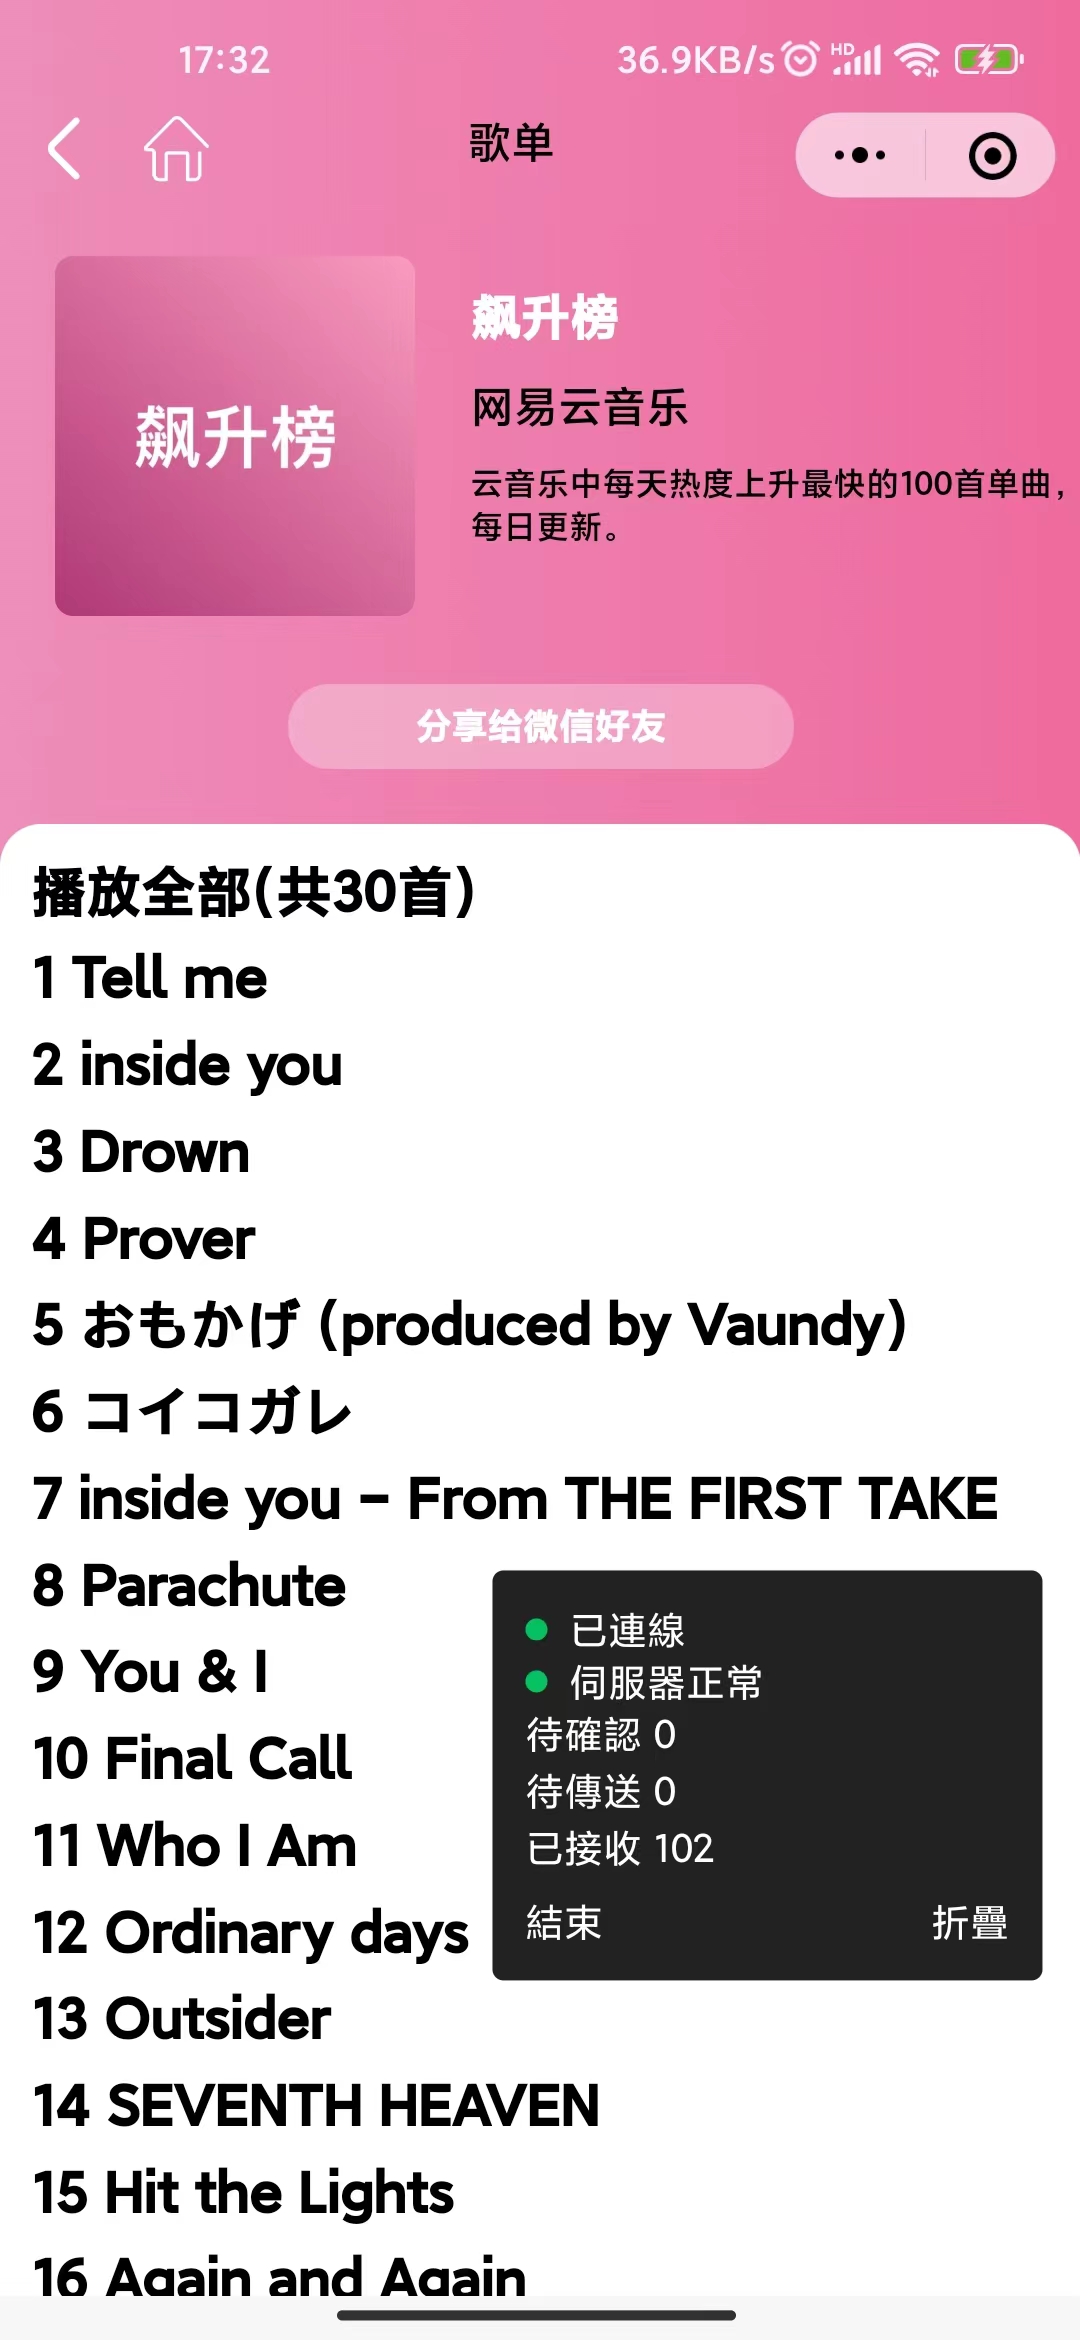 17:32
36.9KB/s HD
歌单
飙升榜
飙升榜
网易云音乐
云音乐中每天热度上升最快的100首单曲，
每日更新。
分享给微信好友
播放全部(共30首)
1 Tell me
2 inside you
3 Drown
4 Prover
5 おもかげ (produced by Vaundy)
6 コイコガレ
7 inside you - From THE FIRST TAKE
8 Parachute
9 You & I
10 Final Call
11 Who I Am
12 Ordinary days
13 Outsider
14 SEVENTH HEAVEN
15 Hit the Lights
16 Again and Again
已連線
伺服器正常
待確認 0
待傳送 0
已接收 102
結束
折疊